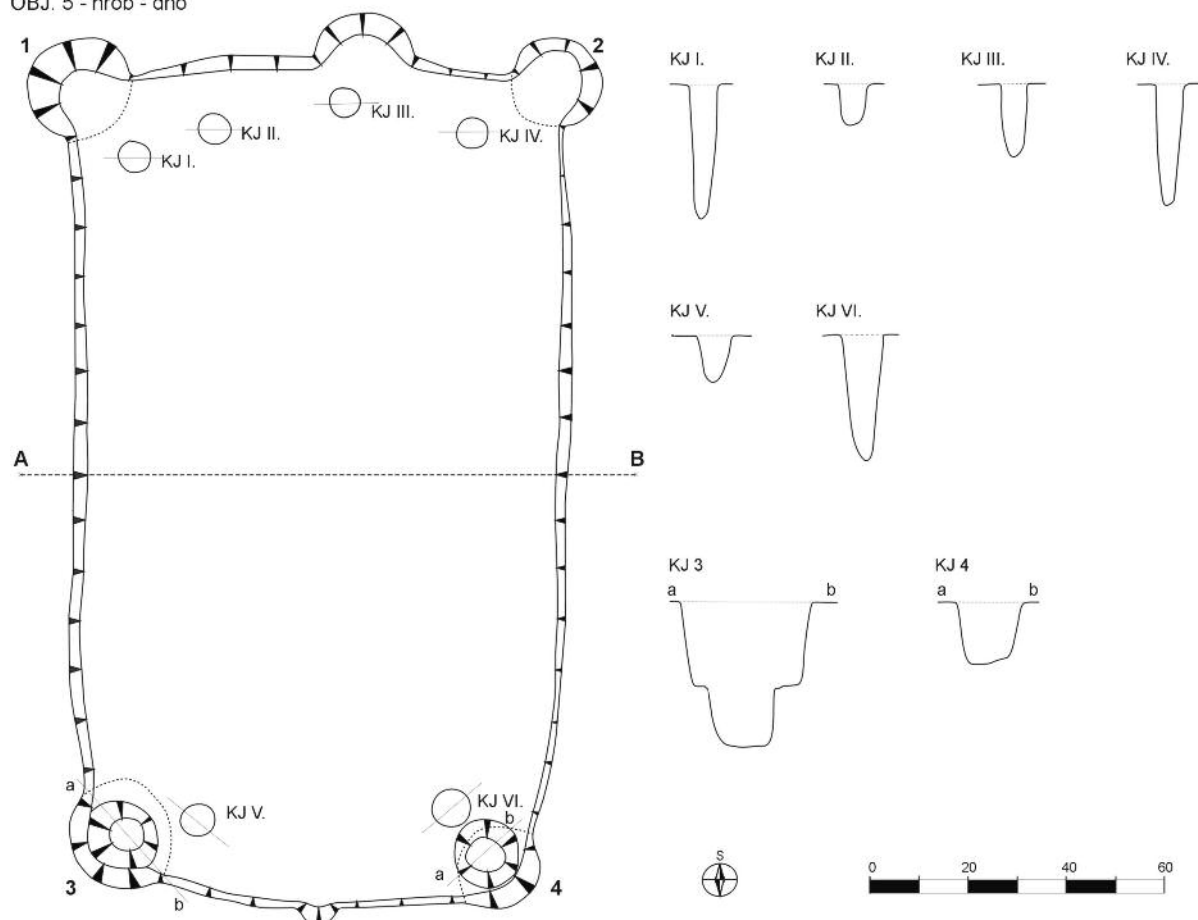 OBJ. 5 - hrob - dno
1
2
KJ I.
KJ II.
KJ III.
KJ IV.
KJ I.
KJ II.
KJ III.
KJ IV.
A
B
KJ V.
KJ VI.
KJ 3
a
b
KJ 4
a
b
a
KJ V.
b
3
KJ VI.
b
a
4
S
0
20
40
60